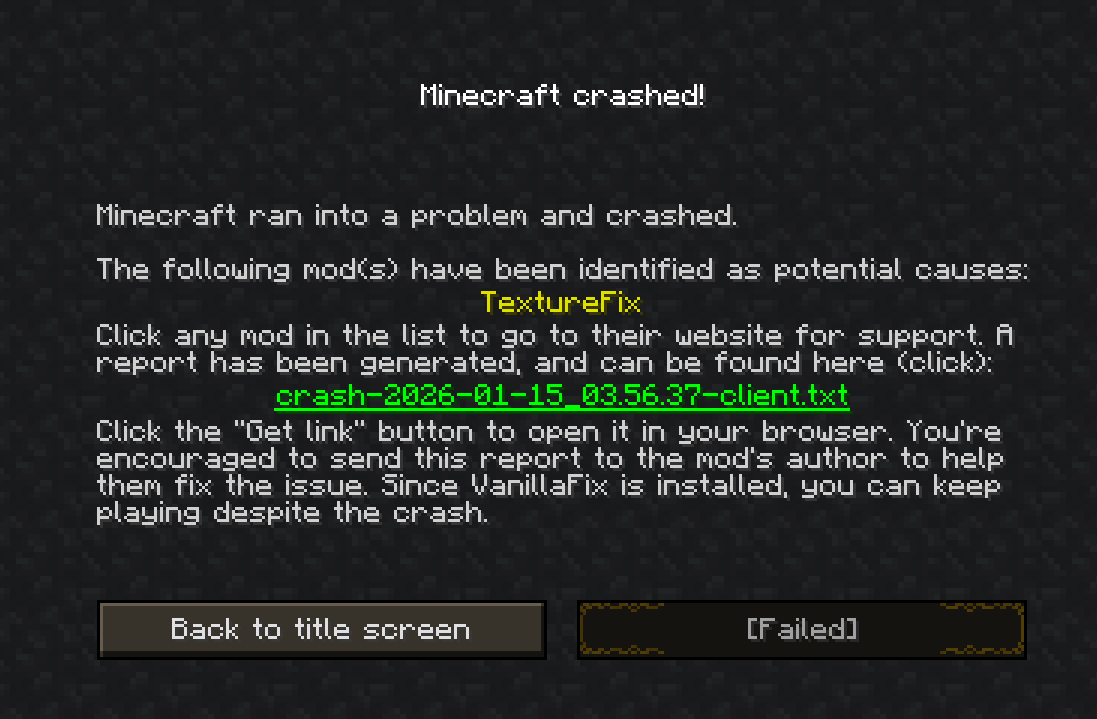 Minecraft crashed!
Minecraft ran into a problem and crashed.
The following mod(s) have been identified as potential causes:
TextureFix
Click any mod in the list to go to their website for support. A
report has been generated, and can be found here (click):
crash-2026-01-15_03.56.37-client.txt
Click the "Get link" button to open it in your browser. You're
encouraged to send this report to the mod's author to help
them fix the issue. Since VanillaFix is installed, you can keep
playing despite the crash.
Back to title screen
[Failed]